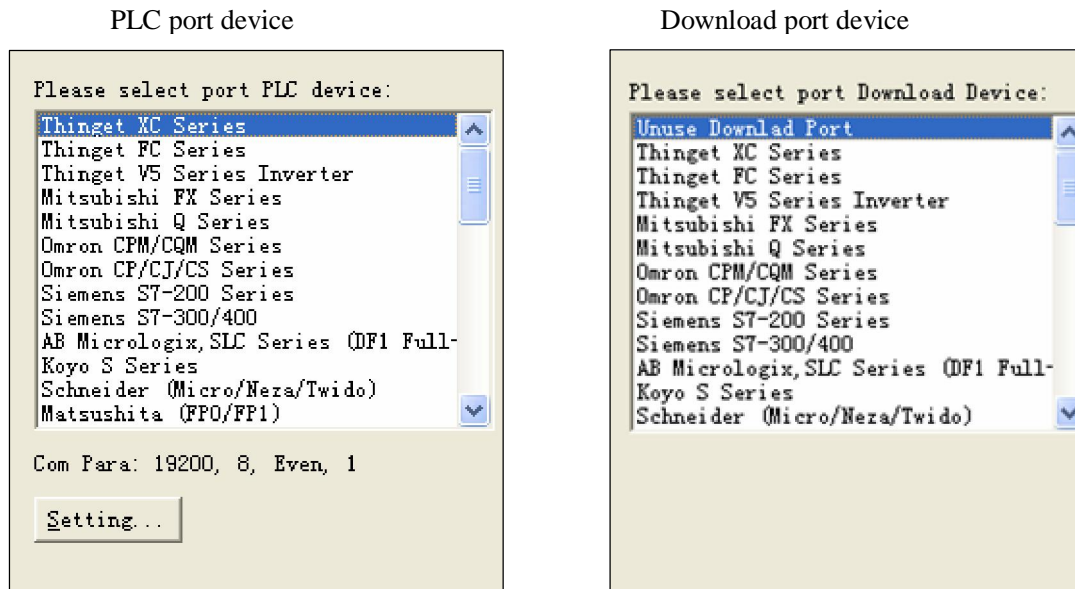 PLC port device
Please select port PLC device:
Thinget XC Series
Thinget FC Series
Thinget V5 Series Inverter
Mitsubishi FX Series
Mitsubishi Q Series
Omron CPM/CQM Series
Omron CP/CJ/CS Series
Siemens S7-200 Series
Siemens S7-300/400
AB Micrologix,SLC Series (DF1 Full-
Koyo S Series
Schneider (Micro/Neza/Twido)
Matsushita (FP0/FP1)
Com Para: 19200, 8, Even, 1
Setting...
Download port device
Please select port Download Device:
Unuse Downlad Port
Thinget XC Series
Thinget FC Series
Thinget V5 Series Inverter
Mitsubishi FX Series
Mitsubishi Q Series
Omron CPM/CQM Series
Omron CP/CJ/CS Series
Siemens S7-200 Series
Siemens S7-300/400
AB Micrologix,SLC Series (DF1 Full-
Koyo S Series
Schneider (Micro/Neza/Twido)